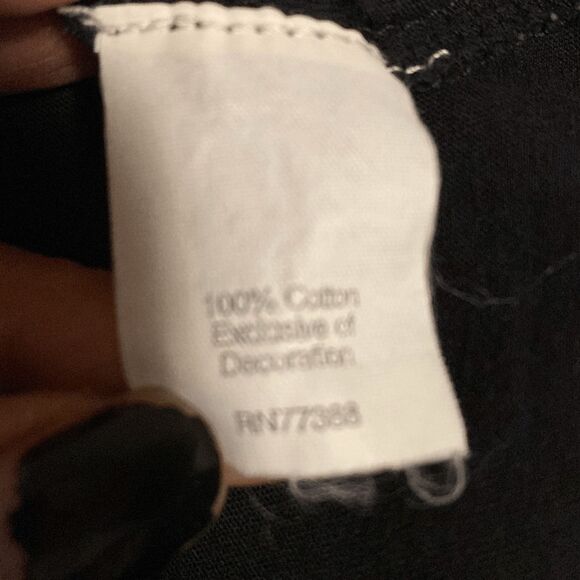 100% Cotton
Exclusive of
Decoration
RN77388